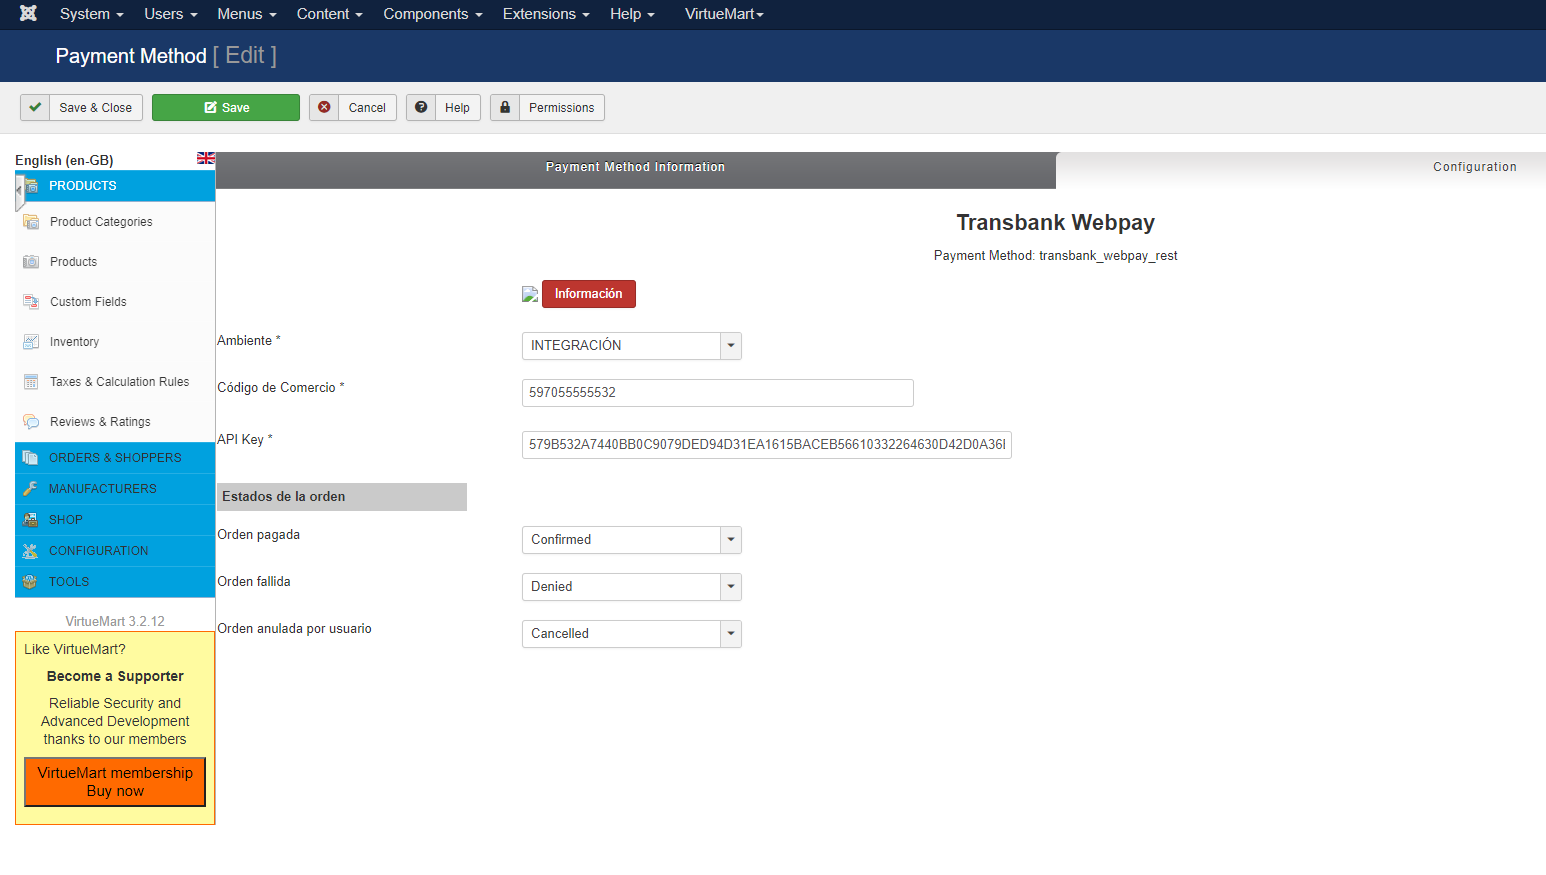 System Users Menus Content Components Extensions Help VirtueMart
Payment Method [ Edit ]
Save & Close Save Cancel Help Permissions
English (en-GB)
PRODUCTS
Product Categories
Products
Custom Fields
Inventory
Taxes & Calculation Rules
Reviews & Ratings
ORDERS & SHOPPERS
MANUFACTURERS
SHOP
CONFIGURATION
TOOLS
VirtueMart 3.2.12
Like VirtueMart?
Become a Supporter
Reliable Security and
Advanced Development
thanks to our members
VirtueMart membership
Buy now
Payment Method Information Configuration
Transbank Webpay
Payment Method: transbank_webpay_rest
Información
Ambiente * INTEGRACIÓN
Código de Comercio * 597055555532
API Key * 579B532A7440BB0C9079DED94D31EA1615BACEB56610332264630D42D0A36
Estados de la orden
Orden pagada Confirmed
Orden fallida Denied
Orden anulada por usuario Cancelled